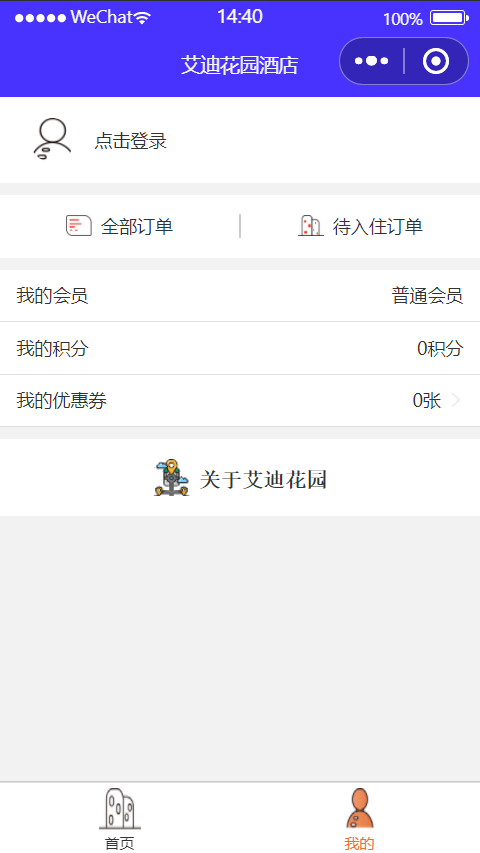 WeChat 14:40 100%
艾迪花园酒店
点击登录
全部订单 待入住订单
我的会员 普通会员
我的积分 0积分
我的优惠券 0张
关于艾迪花园
首页 我的